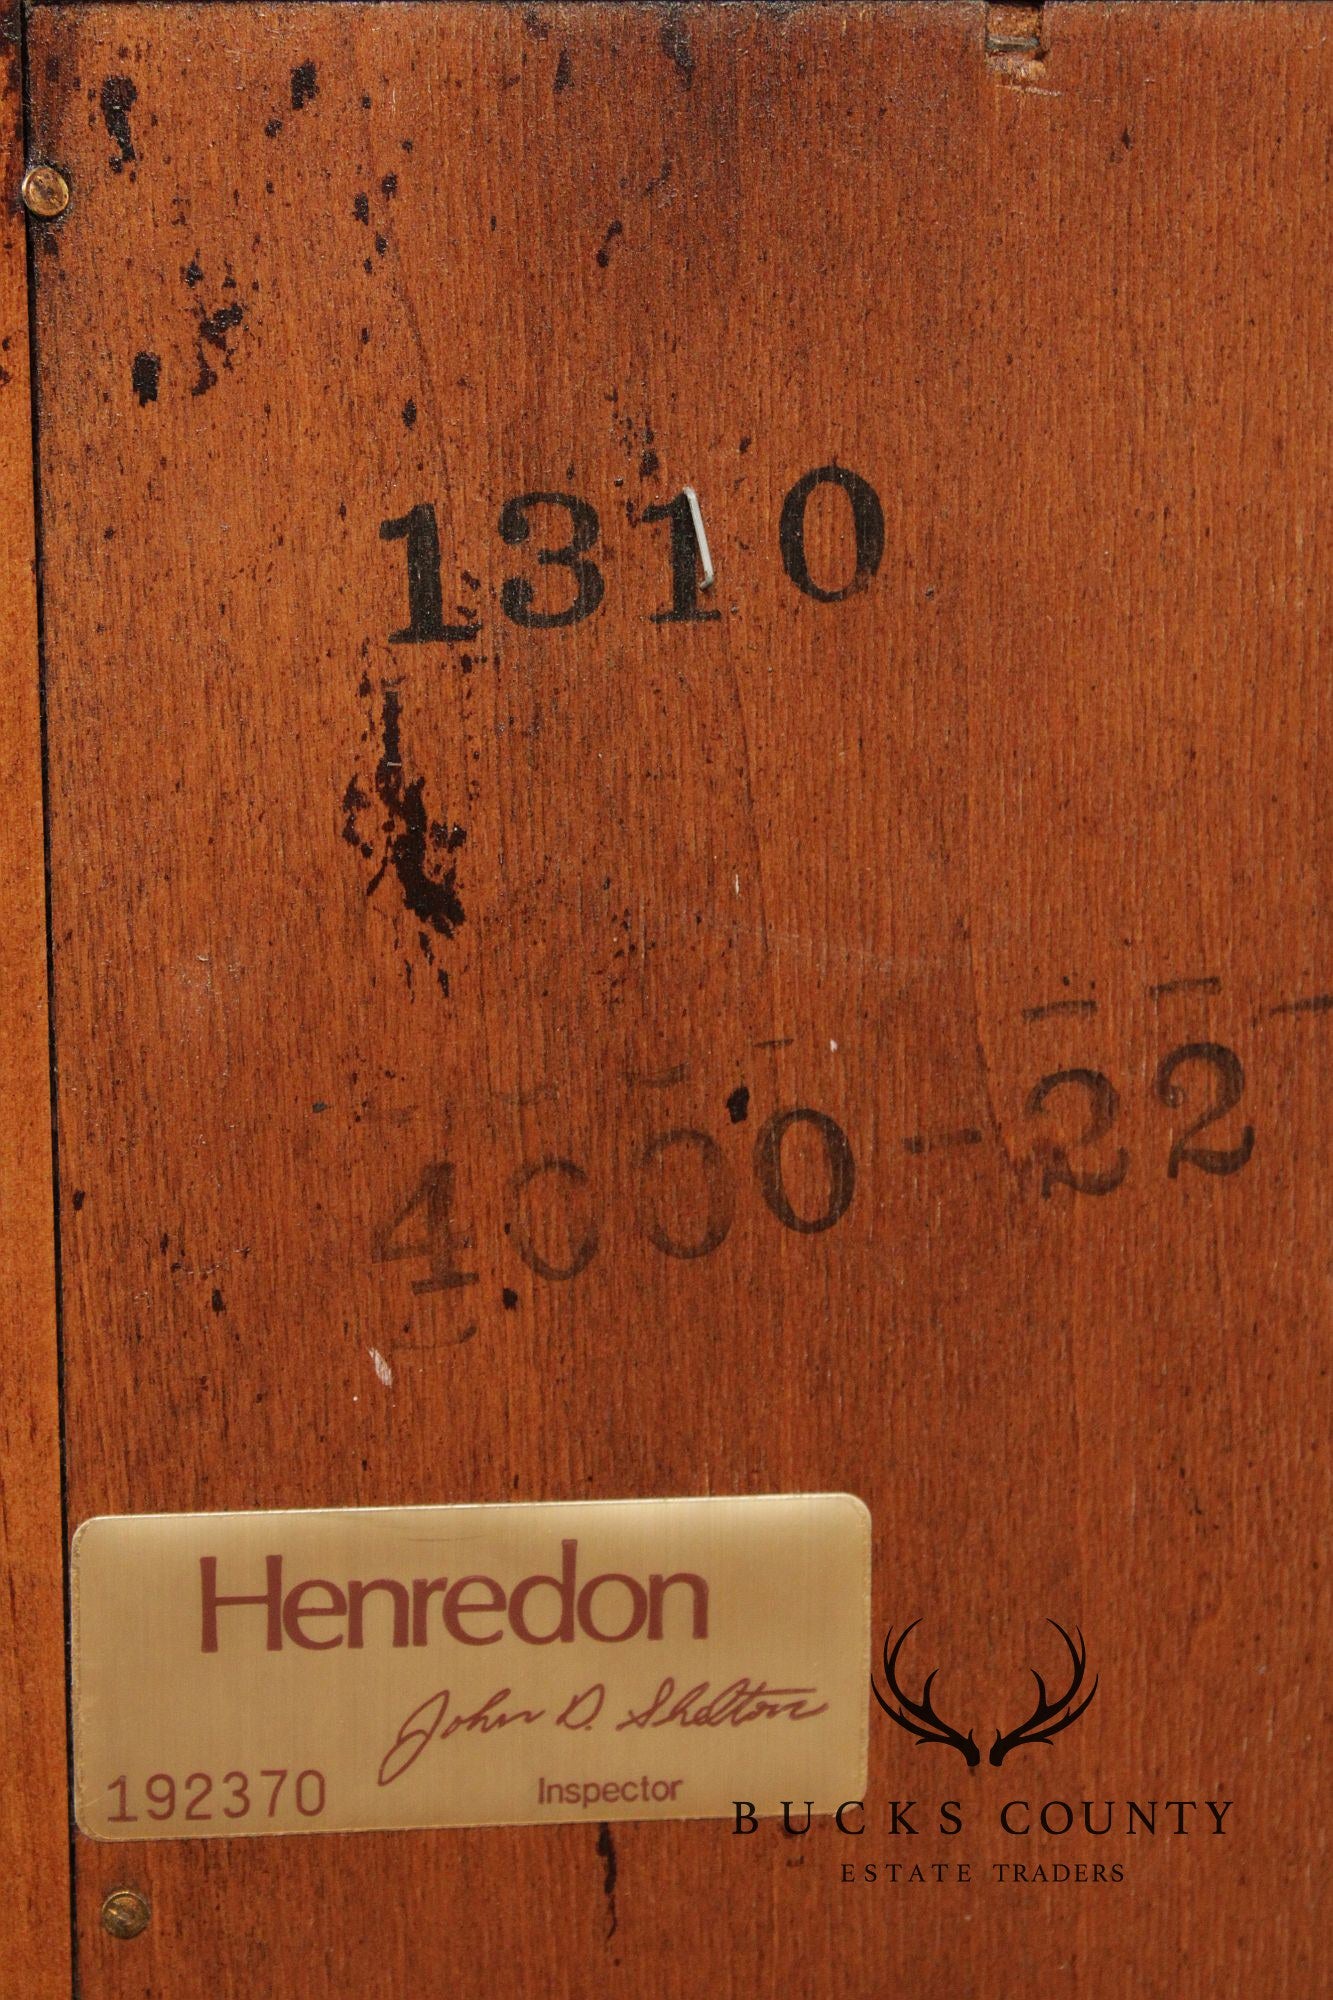 1310
4000-22
Henredon
John D. Shelton
192370 Inspector
BUCKS COUNTY
ESTATE TRADERS